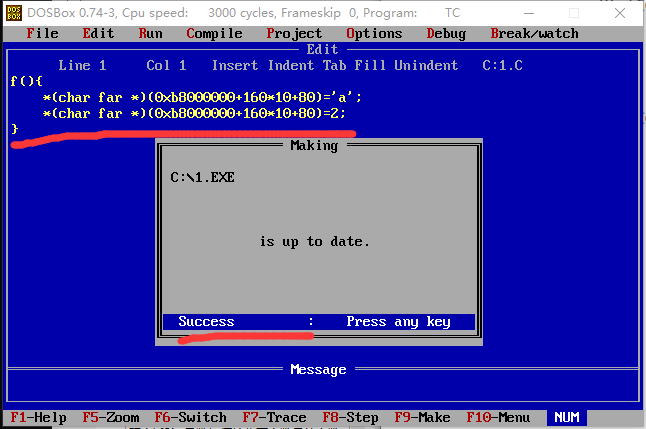 DOSBox 0.74-3, Cpu speed: 3000 cycles, Frameskip 0, Program: TC
File Edit Run Compile Project Options Debug Break/watch
Edit
Line 1 Col 1 Insert Indent Tab Fill Unindent C:1.C
f(){
*(char far *)(0xb8000000+160*10+80)='a';
*(char far *)(0xb8000000+160*10+80)=2;
}
Making
C:\1.EXE
is up to date.
Success : Press any key
Message
F1-Help F5-Zoom F6-Switch F7-Trace F8-Step F9-Make F10-Menu NUM